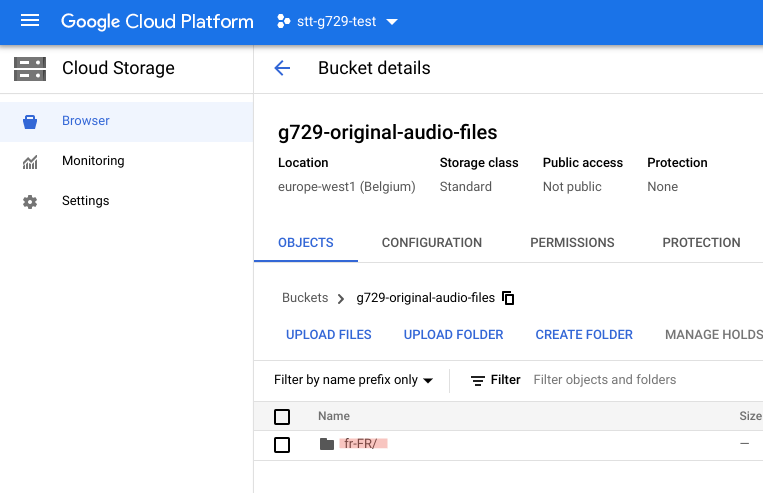 Google Cloud Platform
stt-g729-test
Cloud Storage
Bucket details
Browser
Monitoring
Settings
g729-original-audio-files
Location Storage class Public access Protection
europe-west1 (Belgium) Standard Not public None
OBJECTS CONFIGURATION PERMISSIONS PROTECTION
Buckets > g729-original-audio-files
UPLOAD FILES UPLOAD FOLDER CREATE FOLDER MANAGE HOLDS
Filter by name prefix only Filter Filter objects and folders
Name Size
fr-FR/ —